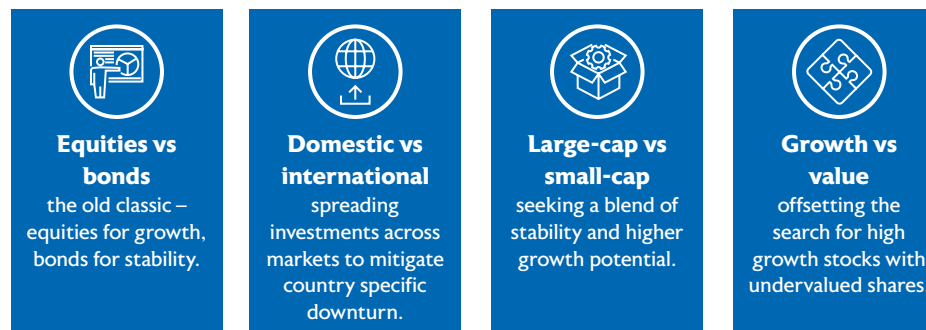 Equities vs
bonds
the old classic –
equities for growth,
bonds for stability.
Domestic vs
international
spreading
investments across
markets to mitigate
country specific
downturn.
Large-cap vs
small-cap
seeking a blend of
stability and higher
growth potential.
Growth vs
value
offsetting the
search for high
growth stocks with
undervalued shares.